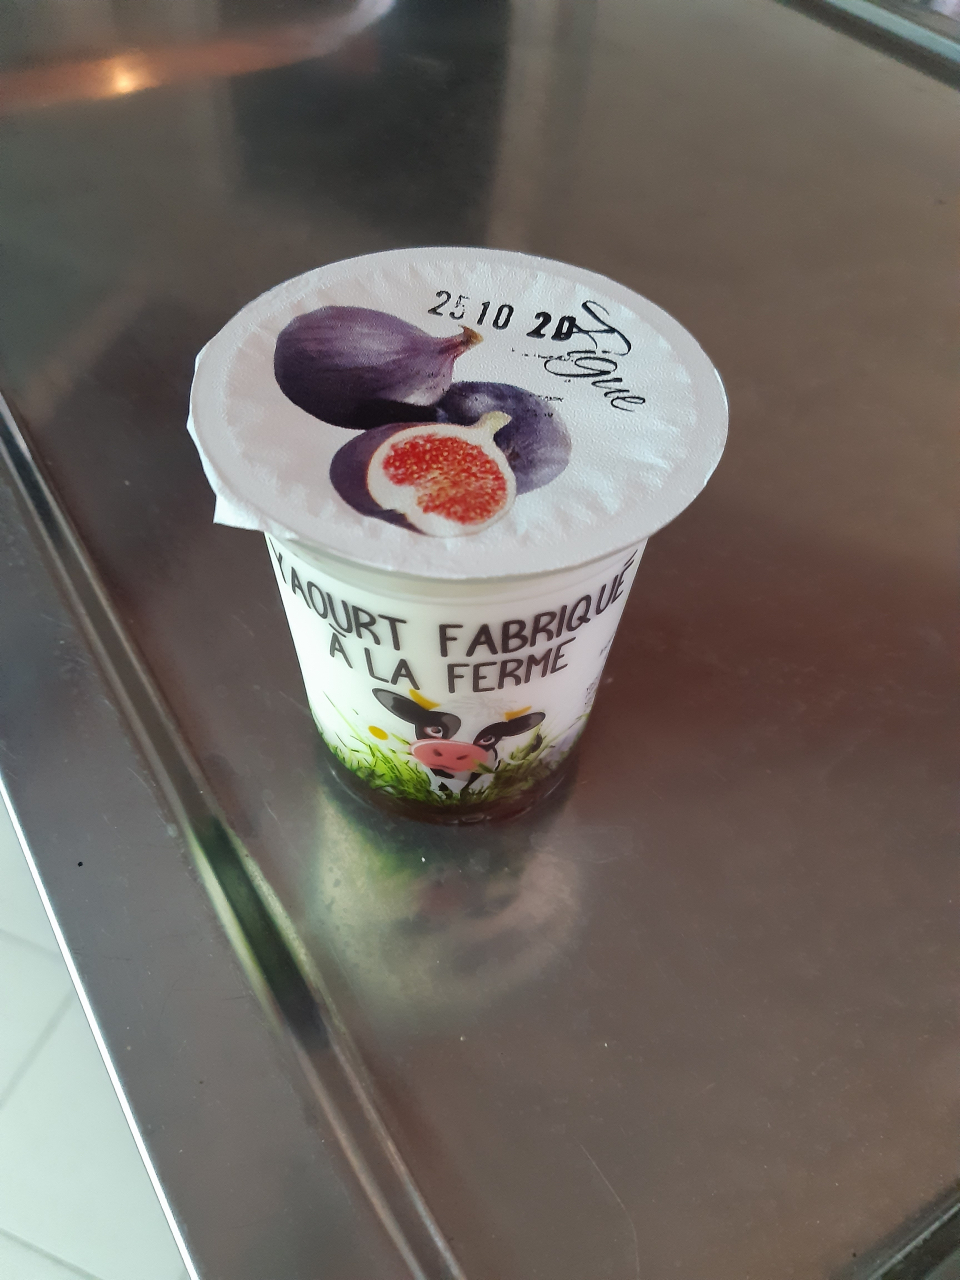 25 10 20
Figue
YAOURT FABRIQUÉ
À LA FERME